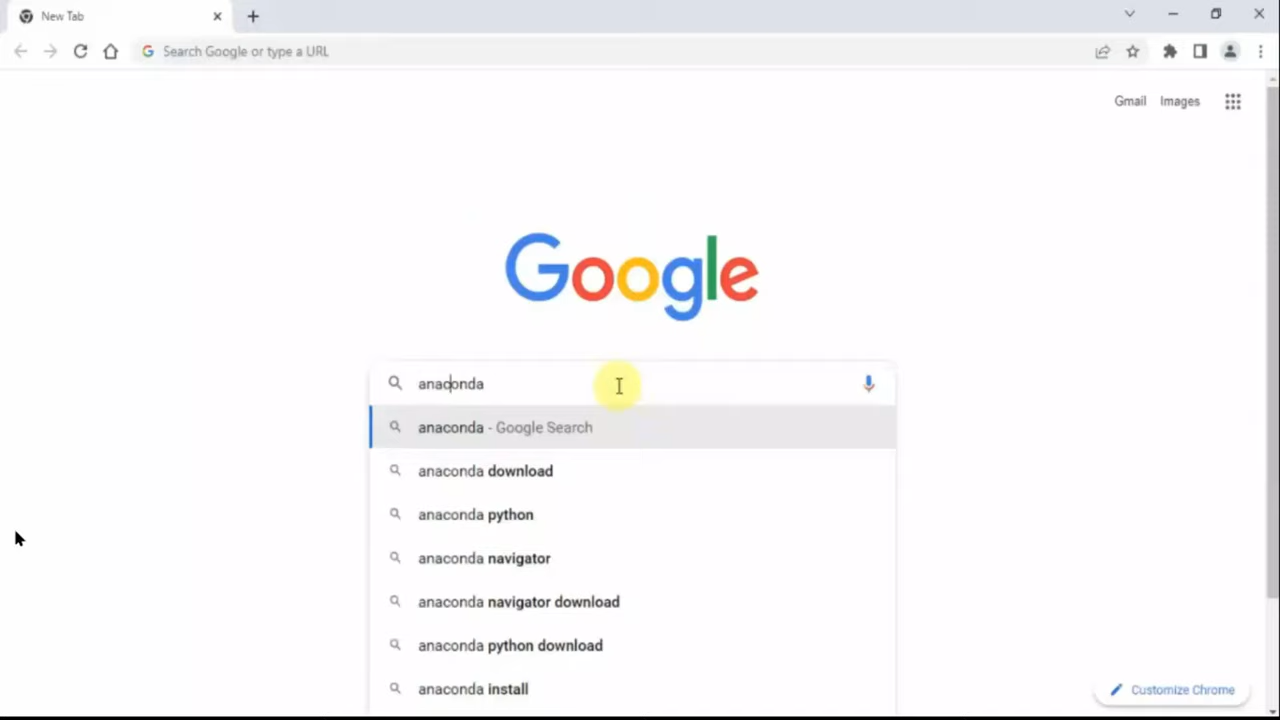 New Tab
Search Google or type a URL
Gmail Images
Google
anaconda
anaconda - Google Search
anaconda download
anaconda python
anaconda navigator
anaconda navigator download
anaconda python download
anaconda install
Customize Chrome